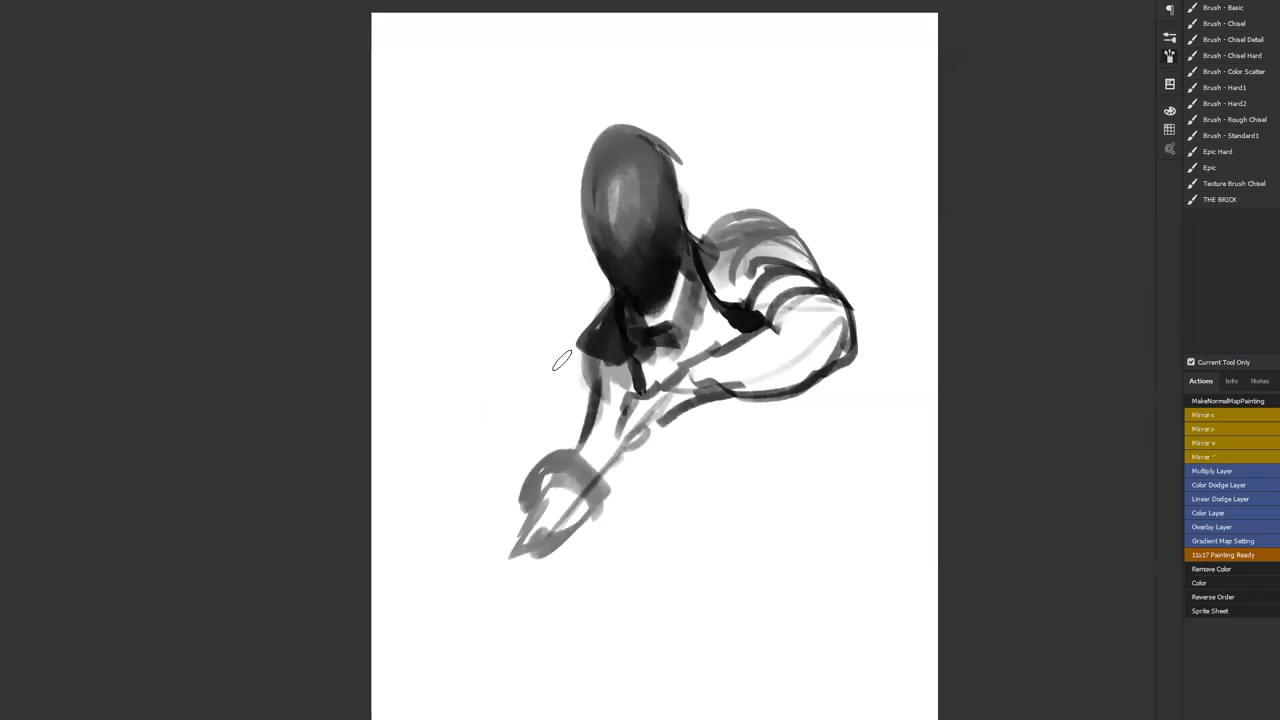 Brush - Basic
Brush - Chisel
Brush - Chisel Detail
Brush - Chisel Hard
Brush - Color Scatter
Brush - Hard1
Brush - Hard2
Brush - Rough Chisel
Brush - Standard1
Epic Hard
Epic
Texture Brush Chisel
THE BRICK
Current Tool Only
Actions Info Notes
MakeNormalMapPainting
Mirror <
Mirror >
Mirror v
Mirror ^
Multiply Layer
Color Dodge Layer
Linear Dodge Layer
Color Layer
Overlay Layer
Gradient Map Setting
11x17 Painting Ready
Remove Color
Color
Reverse Order
Sprite Sheet